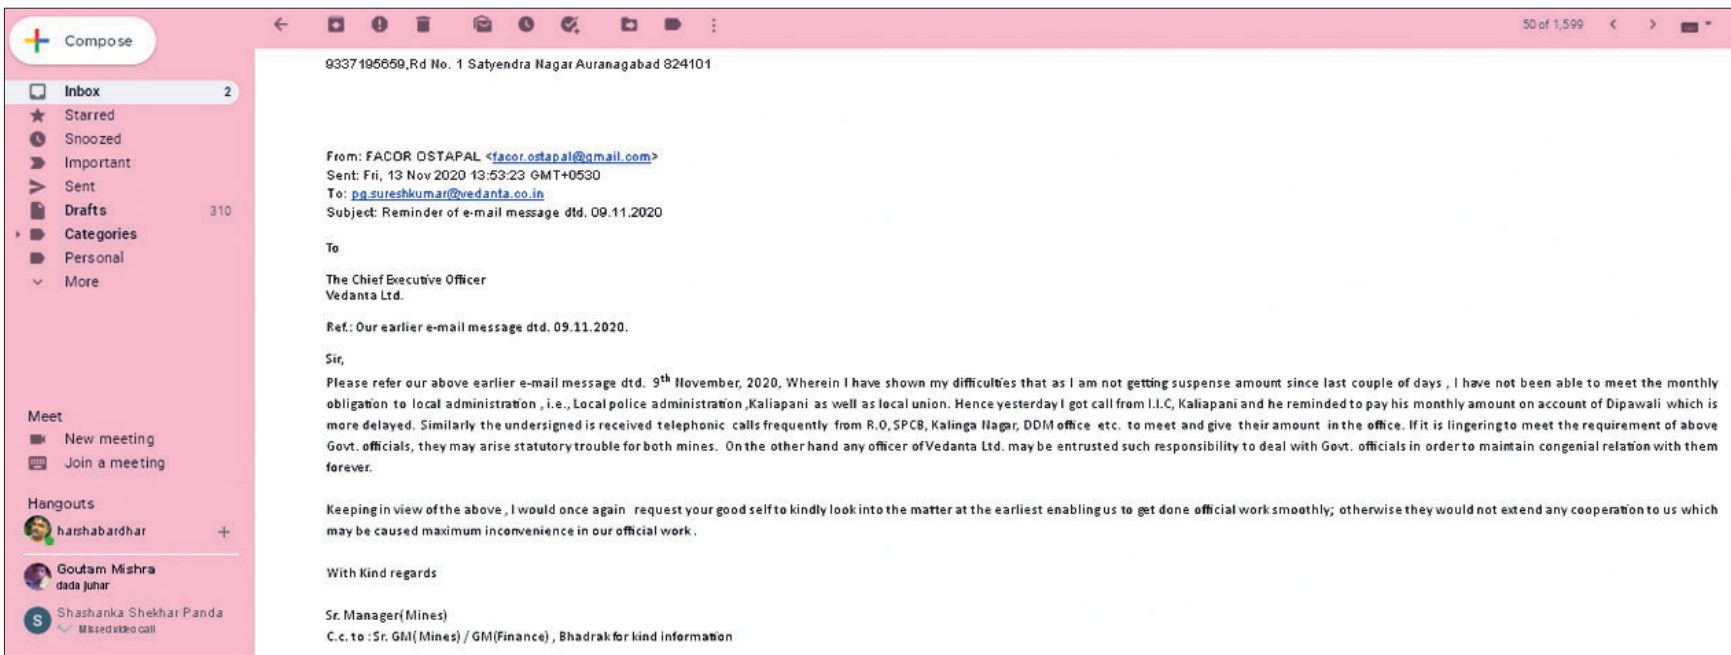 Compose
50 of 1,599
Inbox 2
Starred
Snoozed
Important
Sent
Drafts 310
Categories
Personal
More
Meet
New meeting
Join a meeting
Hangouts
harshabardhar
Goutam Mishra
dada juhar
S
Shashanka Shekhar Panda
Missed video call
9337195659,Rd No. 1 Satyendra Nagar Auranagabad 824101
From: FACOR OSTAPAL <facor.ostapal@gmail.com>
Sent: Fri, 13 Nov 2020 13:53:23 GMT+0530
To: pg.sureshkumar@vedanta.co.in
Subject: Reminder of e-mail message dtd. 09.11.2020
To
The Chief Executive Officer
Vedanta Ltd.
Ref.: Our earlier e-mail message dtd. 09.11.2020.
Sir,
Please refer our above earlier e-mail message dtd. 9th November, 2020, Wherein I have shown my difficulties that as I am not getting suspense amount since last couple of days , I have not been able to meet the monthly
obligation to local administration , i.e., Local police administration ,Kaliapani as well as local union. Hence yesterday I got call from I.I.C, Kaliapani and he reminded to pay his monthly amount on account of Dipawali which is
more delayed. Similarly the undersigned is received telephonic calls frequently from R.O, SPCB, Kalinga Nagar, DDM office etc. to meet and give their amount in the office. If it is lingering to meet the requirement of above
Govt. officials, they may arise statutory trouble for both mines. On the other hand any officer of Vedanta Ltd. may be entrusted such responsibility to deal with Govt. officials in order to maintain congenial relation with them
forever.
Keeping in view of the above , I would once again request your good self to kindly look into the matter at the earliest enabling us to get done official work smoothly; otherwise they would not extend any cooperation to us which
may be caused maximum inconvenience in our official work .
With Kind regards
Sr. Manager(Mines)
C.c. to : Sr. GM( Mines) / GM(Finance) , Bhadrak for kind information